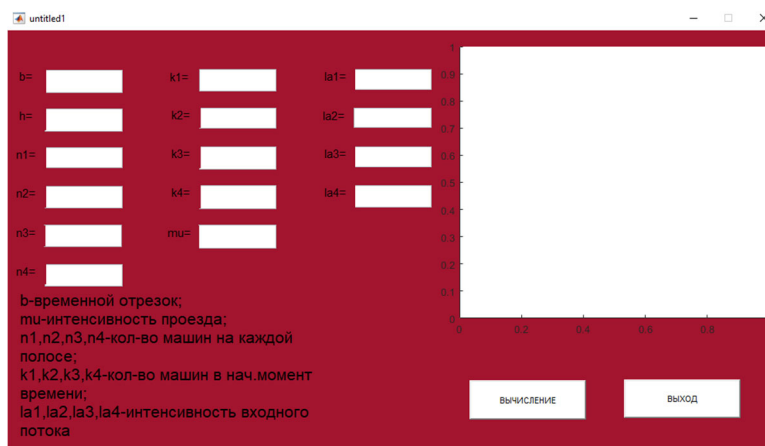 untitled1
b=
k1=
la1=
h=
k2=
la2=
n1=
k3=
la3=
n2=
k4=
la4=
n3=
mu=
n4=
b-временной отрезок;
mu-интенсивность проезда;
n1,n2,n3,n4-кол-во машин на каждой
полосе;
k1,k2,k3,k4-кол-во машин в нач.момент
времени;
la1,la2,la3,la4-интенсивность входного
потока
1
0.9
0.8
0.7
0.6
0.5
0.4
0.3
0.2
0.1
0
0 0.2 0.4 0.6 0.8
ВЫЧИСЛЕНИЕ
ВЫХОД